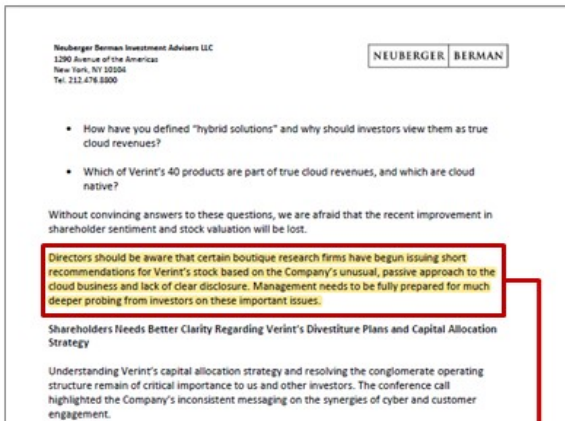 Neuberger Berman Investment Advisers LLC
1290 Avenue of the Americas
New York, NY 10104
Tel. 212.476.8800
NEUBERGER | BERMAN
• How have you defined "hybrid solutions" and why should investors view them as true
cloud revenues?
• Which of Verint's 40 products are part of true cloud revenues, and which are cloud
native?
Without convincing answers to these questions, we are afraid that the recent improvement in
shareholder sentiment and stock valuation will be lost.
Directors should be aware that certain boutique research firms have begun issuing short
recommendations for Verint's stock based on the Company's unusual, passive approach to the
cloud business and lack of clear disclosure. Management needs to be fully prepared for much
deeper probing from investors on these important issues.
Shareholders Needs Better Clarity Regarding Verint's Divestiture Plans and Capital Allocation
Strategy
Understanding Verint's capital allocation strategy and resolving the conglomerate operating
structure remain of critical importance to us and other investors. The conference call
highlighted the Company's inconsistent messaging on the synergies of cyber and customer
engagement.